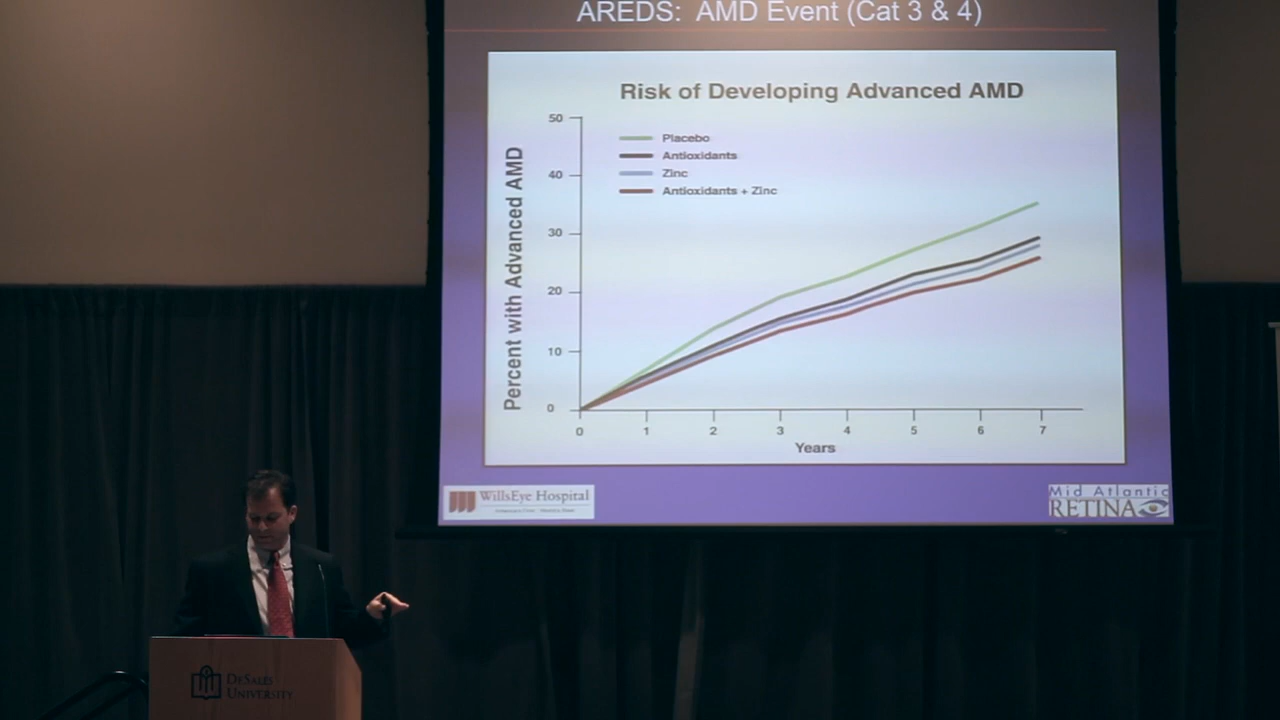 AREDS: AMD Event (Cat 3 & 4)
Risk of Developing Advanced AMD
Percent with Advanced AMD
50
40
30
20
10
0
Placebo
Antioxidants
Zinc
Antioxidants + Zinc
0 1 2 3 4 5 6 7
Years
WillsEye Hospital
Mid Atlantic
RETINA
DeSales
University